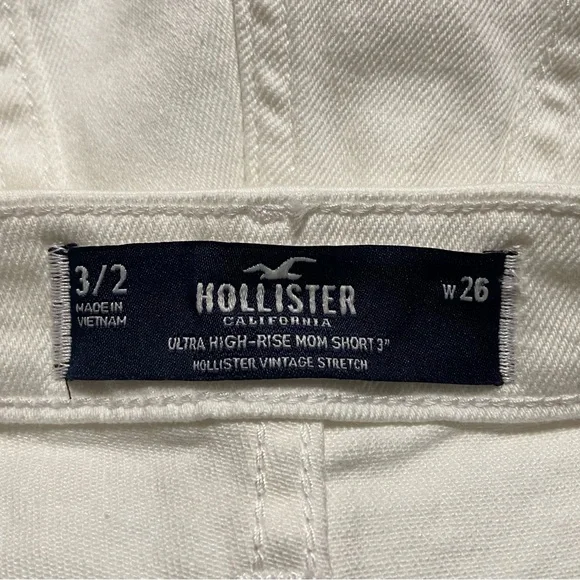 3/2
MADE IN
VIETNAM
HOLLISTER
CALIFORNIA
ULTRA HIGH-RISE MOM SHORT 3"
HOLLISTER VINTAGE STRETCH
W 26